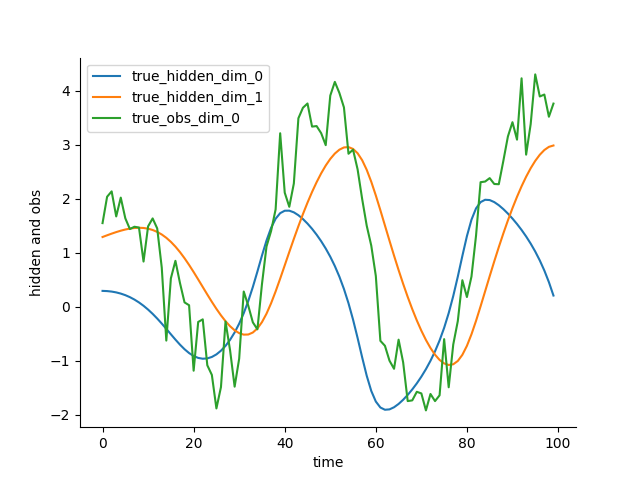 true_hidden_dim_0
true_hidden_dim_1
true_obs_dim_0
4
3
2
1
0
−1
−2
hidden and obs
0 20 40 60 80 100
time